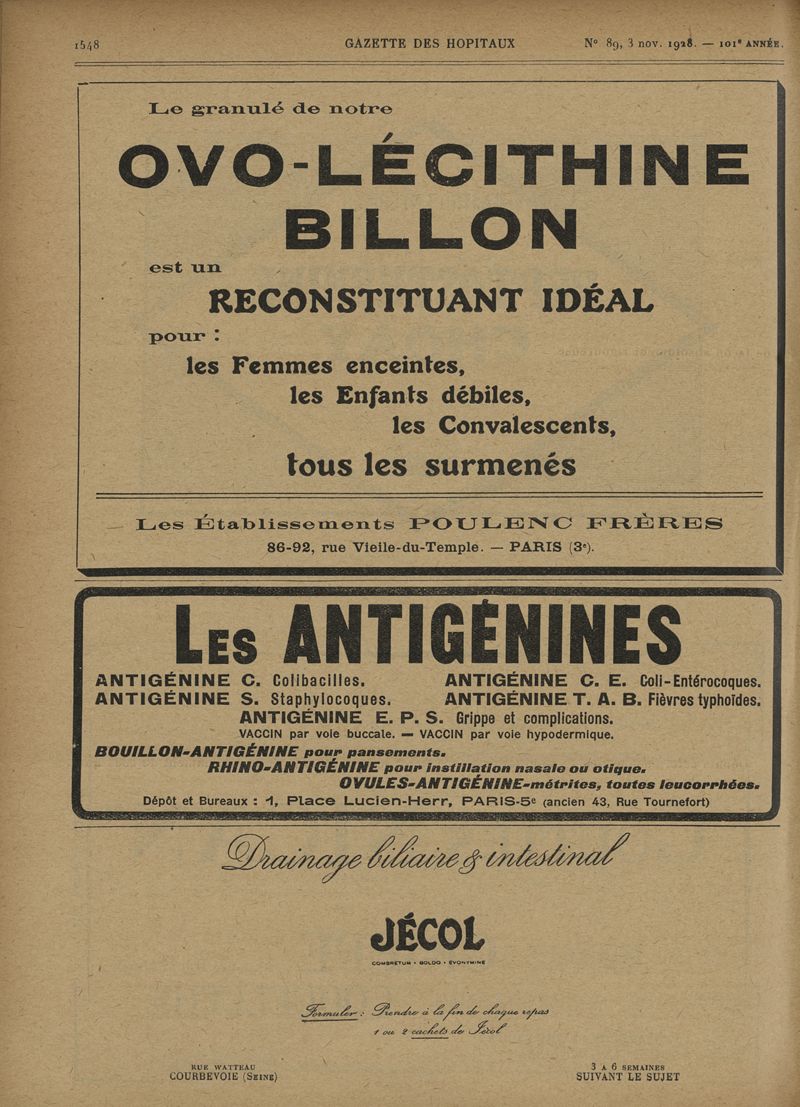 1548 GAZETTE DES HOPITAUX N° 89, 3 nov. 1928. — 101e ANNÉE.
Le granulé de notre
OVO-LÉCITHINE
BILLON
est un
RECONSTITUANT IDÉAL
pour :
les Femmes enceintes,
les Enfants débiles,
les Convalescents,
tous les surmenés
Les Établissements POULENC FRÈRES
86-92, rue Vieile-du-Temple. — PARIS (3e).
LES ANTIGÉNINES
ANTIGÉNINE C. Colibacilles. ANTIGÉNINE C. E. Coli-Entérocoques.
ANTIGÉNINE S. Staphylocoques. ANTIGÉNINE T. A. B. Fièvres typhoïdes.
ANTIGÉNINE E. P. S. Grippe et complications.
VACCIN par voie buccale. — VACCIN par voie hypodermique.
BOUILLON-ANTIGÉNINE pour pansements.
RHINO-ANTIGÉNINE pour instillation nasale ou otique.
OVULES-ANTIGÉNINE-métrites, toutes leucorrhées.
Dépôt et Bureaux : 1, Place Lucien-Herr, PARIS-5e (ancien 43, Rue Tournefort)
Drainage biliaire & intestinal
JÉCOL
COMBRETUM • BOLDO • ÉVONYMINE
Formuler : Prendre à la fin de chaque repas
1 ou 2 cachets de Jécol
RUE WATTEAU
COURBEVOIE (SEINE)
3 A 6 SEMAINES
SUIVANT LE SUJET